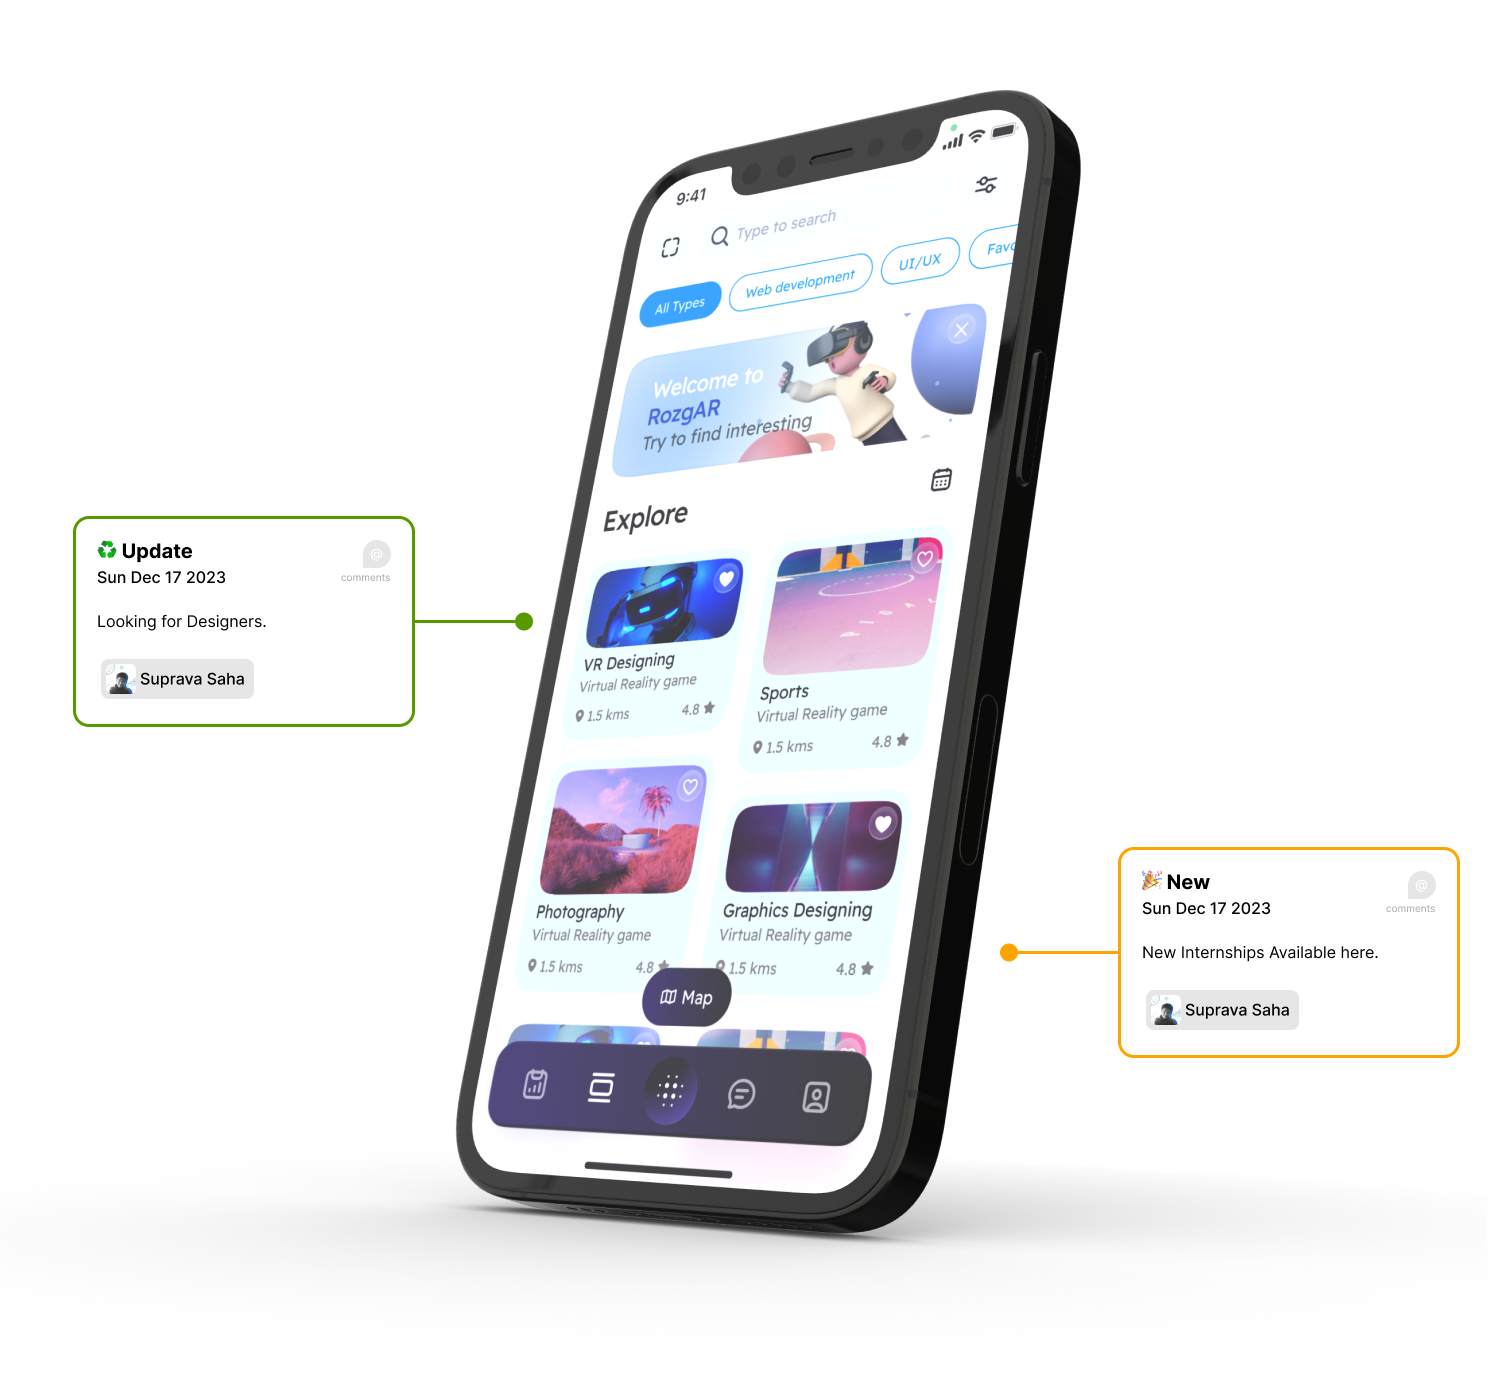 9:41
Type to search
All Types
Web development
UI/UX
Favo
Welcome to
RozgAR
Try to find interesting
Explore
VR Designing
Virtual Reality game
1.5 kms
4.8
Sports
Virtual Reality game
1.5 kms
4.8
Photography
Virtual Reality game
1.5 kms
4.8
Graphics Designing
Virtual Reality game
1.5 kms
4.8
Map
Update
Sun Dec 17 2023
@
comments
Looking for Designers.
Suprava Saha
New
Sun Dec 17 2023
@
comments
New Internships Available here.
Suprava Saha